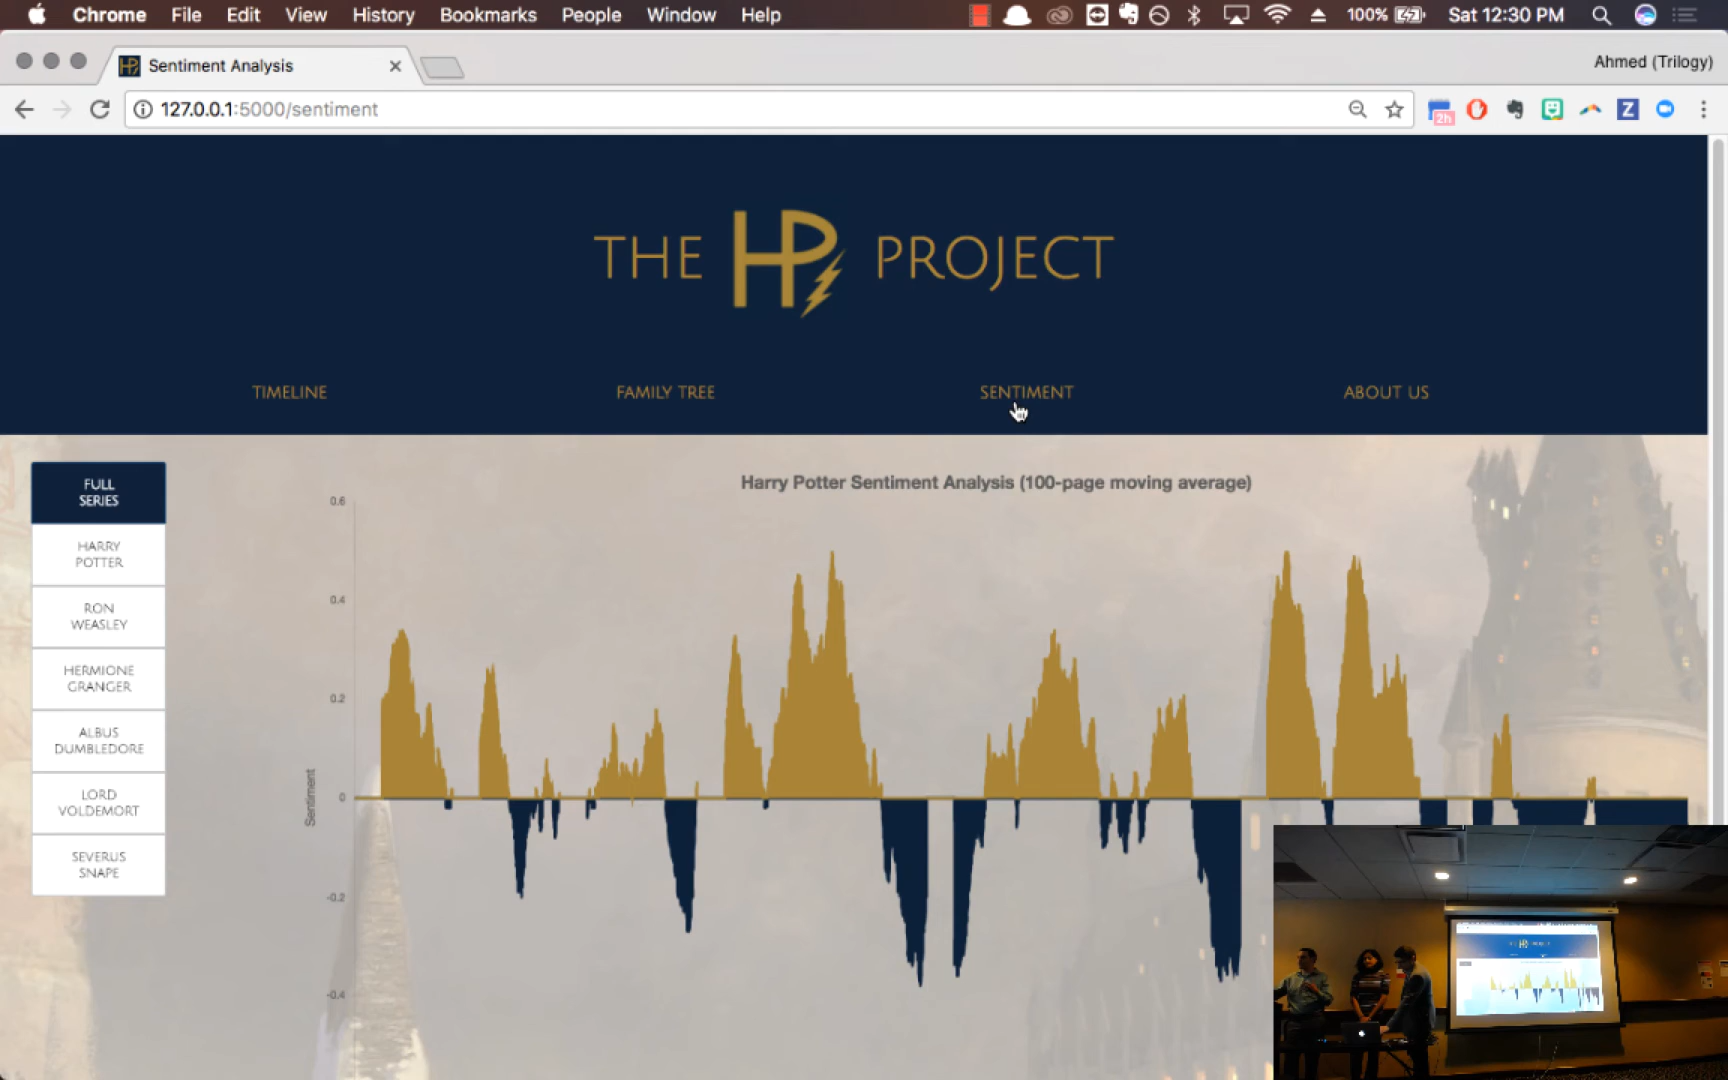 Chrome File Edit View History Bookmarks People Window Help 100% Sat 12:30 PM
Sentiment Analysis
Ahmed (Trilogy)
127.0.0.1:5000/sentiment
2h
Z
THE HP PROJECT
TIMELINE FAMILY TREE SENTIMENT ABOUT US
FULL
SERIES
HARRY
POTTER
RON
WEASLEY
HERMIONE
GRANGER
ALBUS
DUMBLEDORE
LORD
VOLDEMORT
SEVERUS
SNAPE
Harry Potter Sentiment Analysis (100-page moving average)
0.6
0.4
0.2
0
-0.2
-0.4
Sentiment